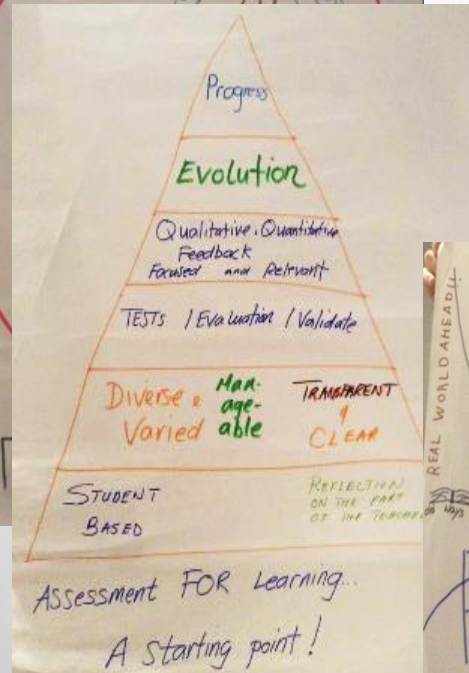 Progress
Evolution
Qualitative. Quantitative
Feedback
Focused and Relevant
TESTs / Evaluation / Validate
Diverse &
Varied
Man-
age-
able
TRANSPARENT
&
CLEAR
STUDENT
BASED
REFLECTION
ON THE PART
OF THE TEACHER
Assessment FOR Learning...
A starting point!
REAL WORLD AHEAD!!